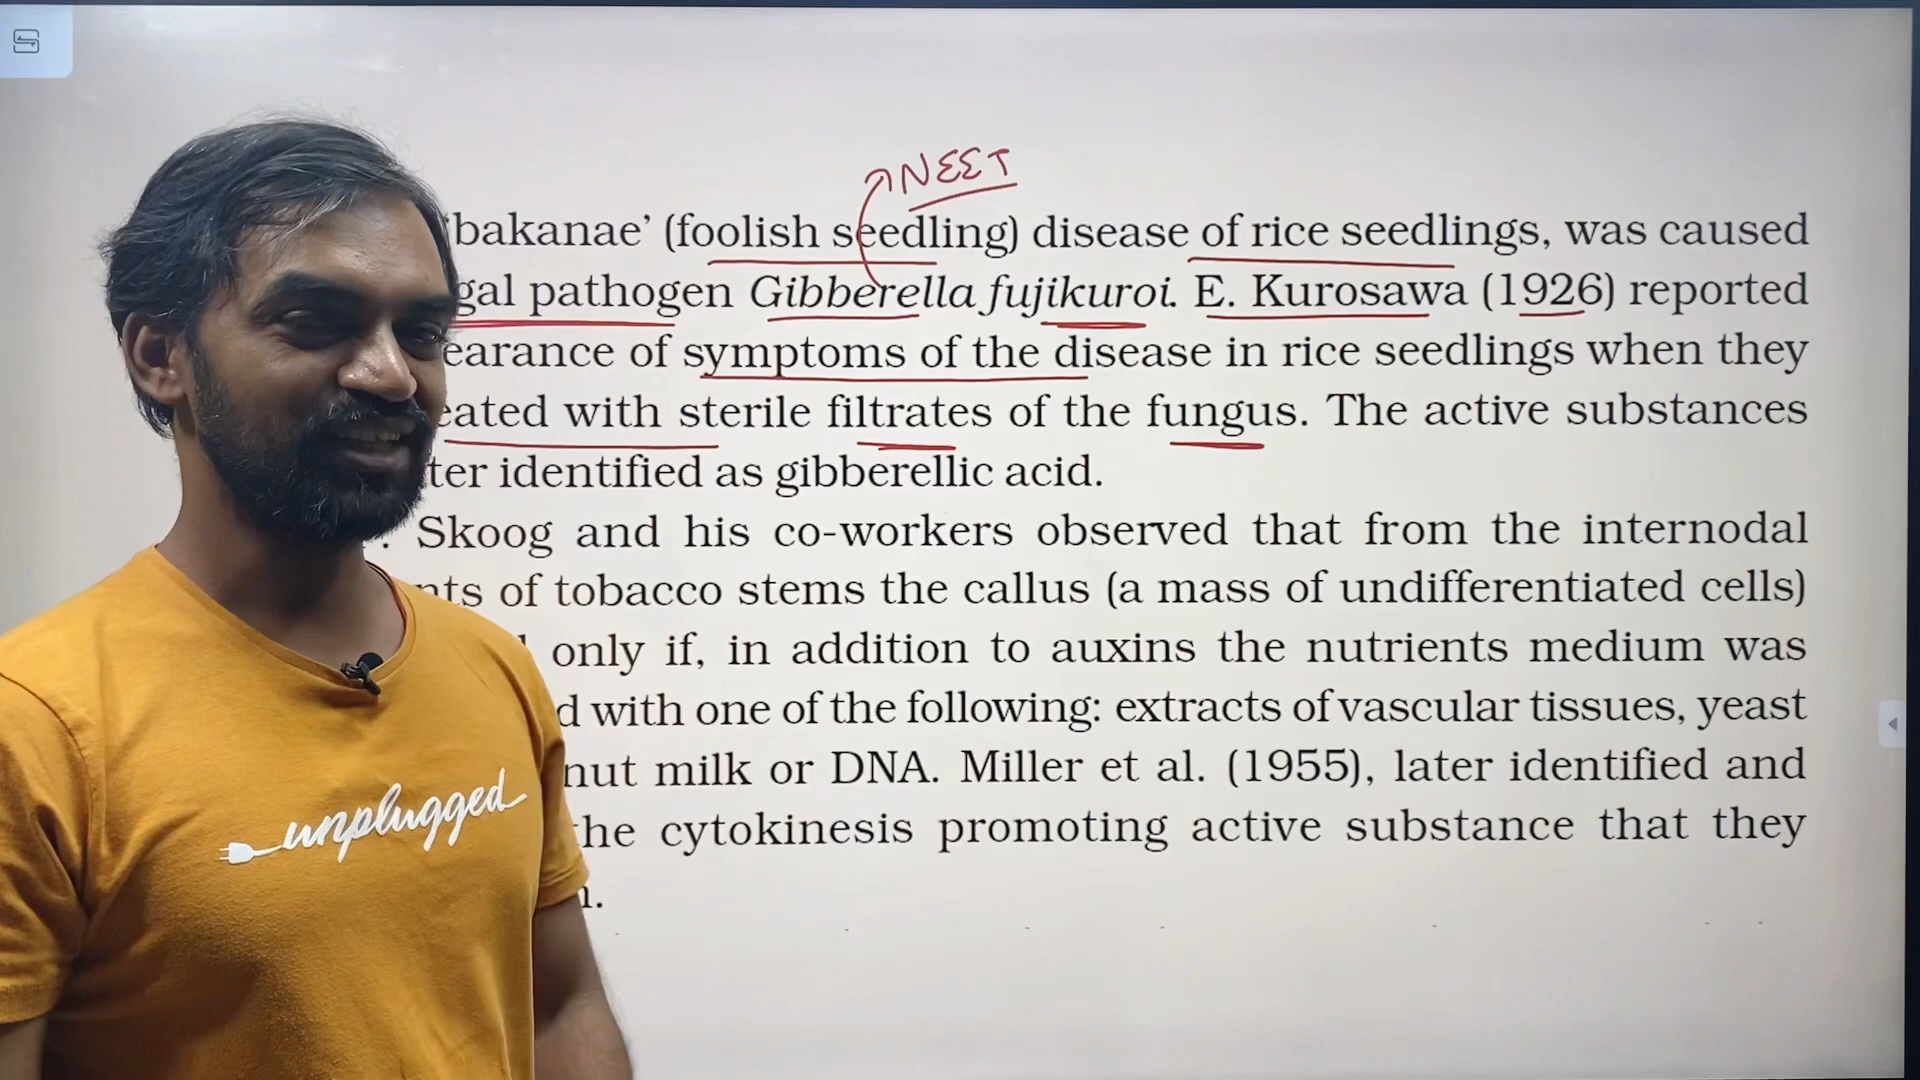 NEET
'bakanae' (foolish seedling) disease of rice seedlings, was caused
gal pathogen Gibberella fujikuroi. E. Kurosawa (1926) reported
earance of symptoms of the disease in rice seedlings when they
eated with sterile filtrates of the fungus. The active substances
ter identified as gibberellic acid.
. Skoog and his co-workers observed that from the internodal
nts of tobacco stems the callus (a mass of undifferentiated cells)
only if, in addition to auxins the nutrients medium was
d with one of the following: extracts of vascular tissues, yeast
nut milk or DNA. Miller et al. (1955), later identified and
the cytokinesis promoting active substance that they
n.
unplugged